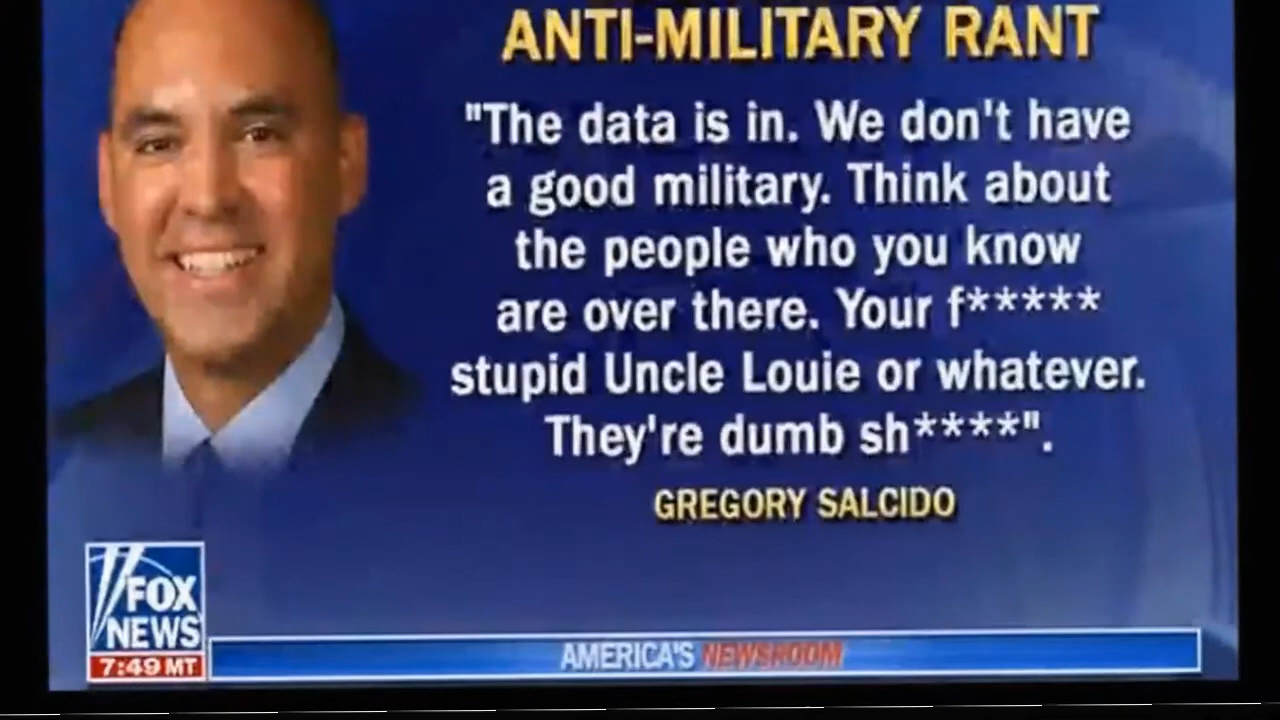 ANTI-MILITARY RANT
"The data is in. We don't have
a good military. Think about
the people who you know
are over there. Your f*****
stupid Uncle Louie or whatever.
They're dumb sh****".
GREGORY SALCIDO
FOX
NEWS
7:49 MT
AMERICA'S NEWSROOM